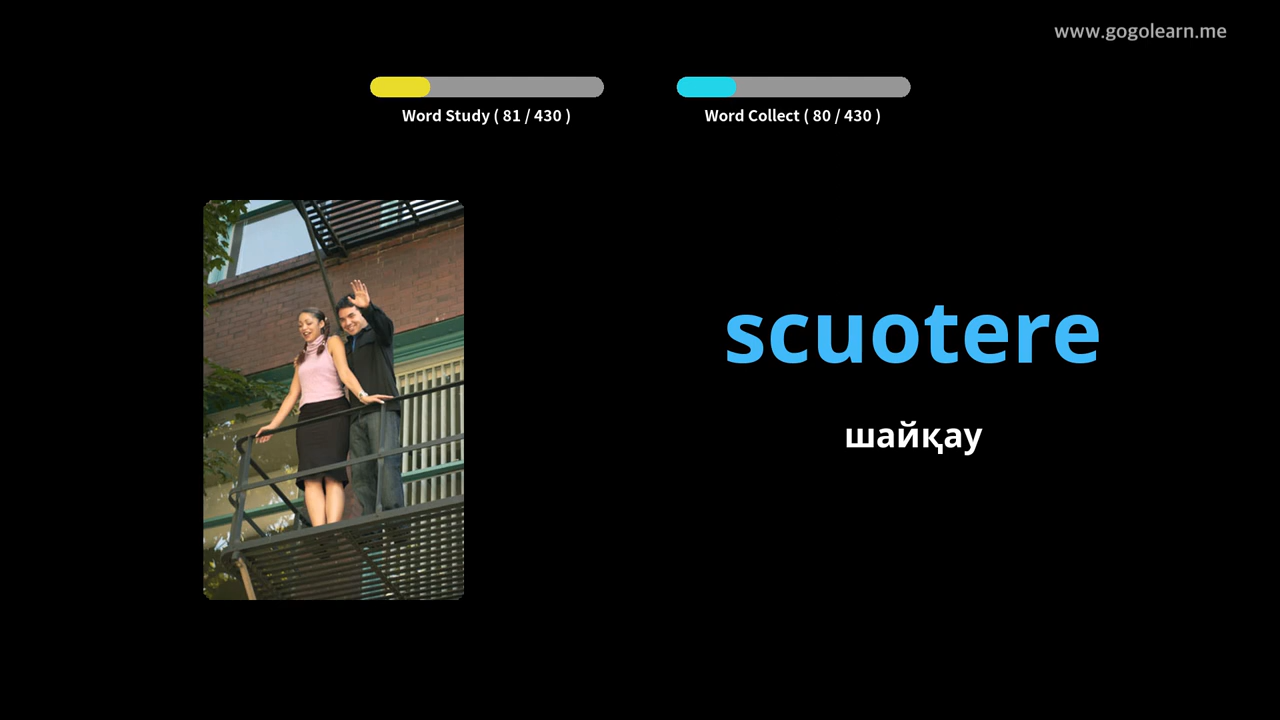 www.gogolearn.me
Word Study ( 81 / 430 )
Word Collect ( 80 / 430 )
scuotere
шайқау